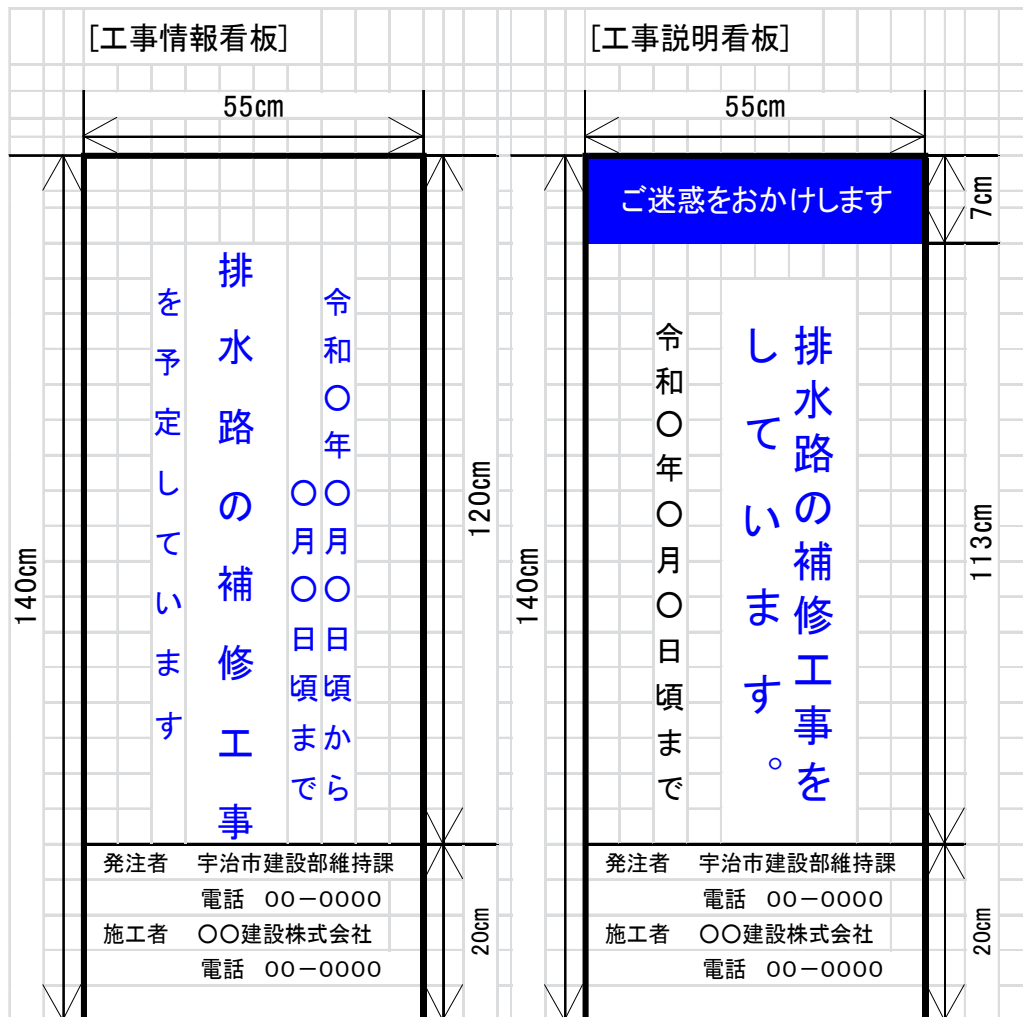 [工事情報看板]
55cm
140cm
令和〇年〇月〇日頃から
〇月〇日頃まで
排水路の補修工事
を予定しています
120cm
発注者　宇治市建設部維持課
電話　00－0000
施工者　〇〇建設株式会社
電話　00－0000
20cm
[工事説明看板]
55cm
ご迷惑をおかけします
7cm
140cm
排水路の補修工事を
しています。
令和〇年〇月〇日頃まで
113cm
発注者　宇治市建設部維持課
電話　00－0000
施工者　〇〇建設株式会社
電話　00－0000
20cm